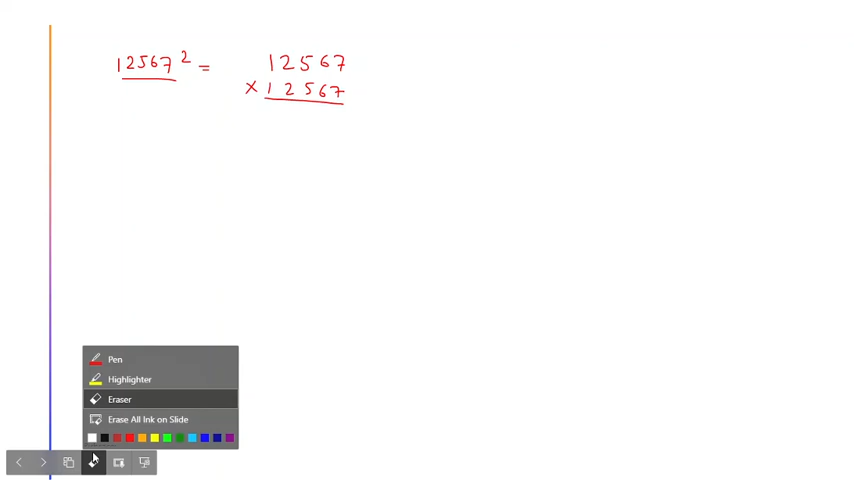 12567² = 12567
× 12567
Pen
Highlighter
Eraser
Erase All Ink on Slide